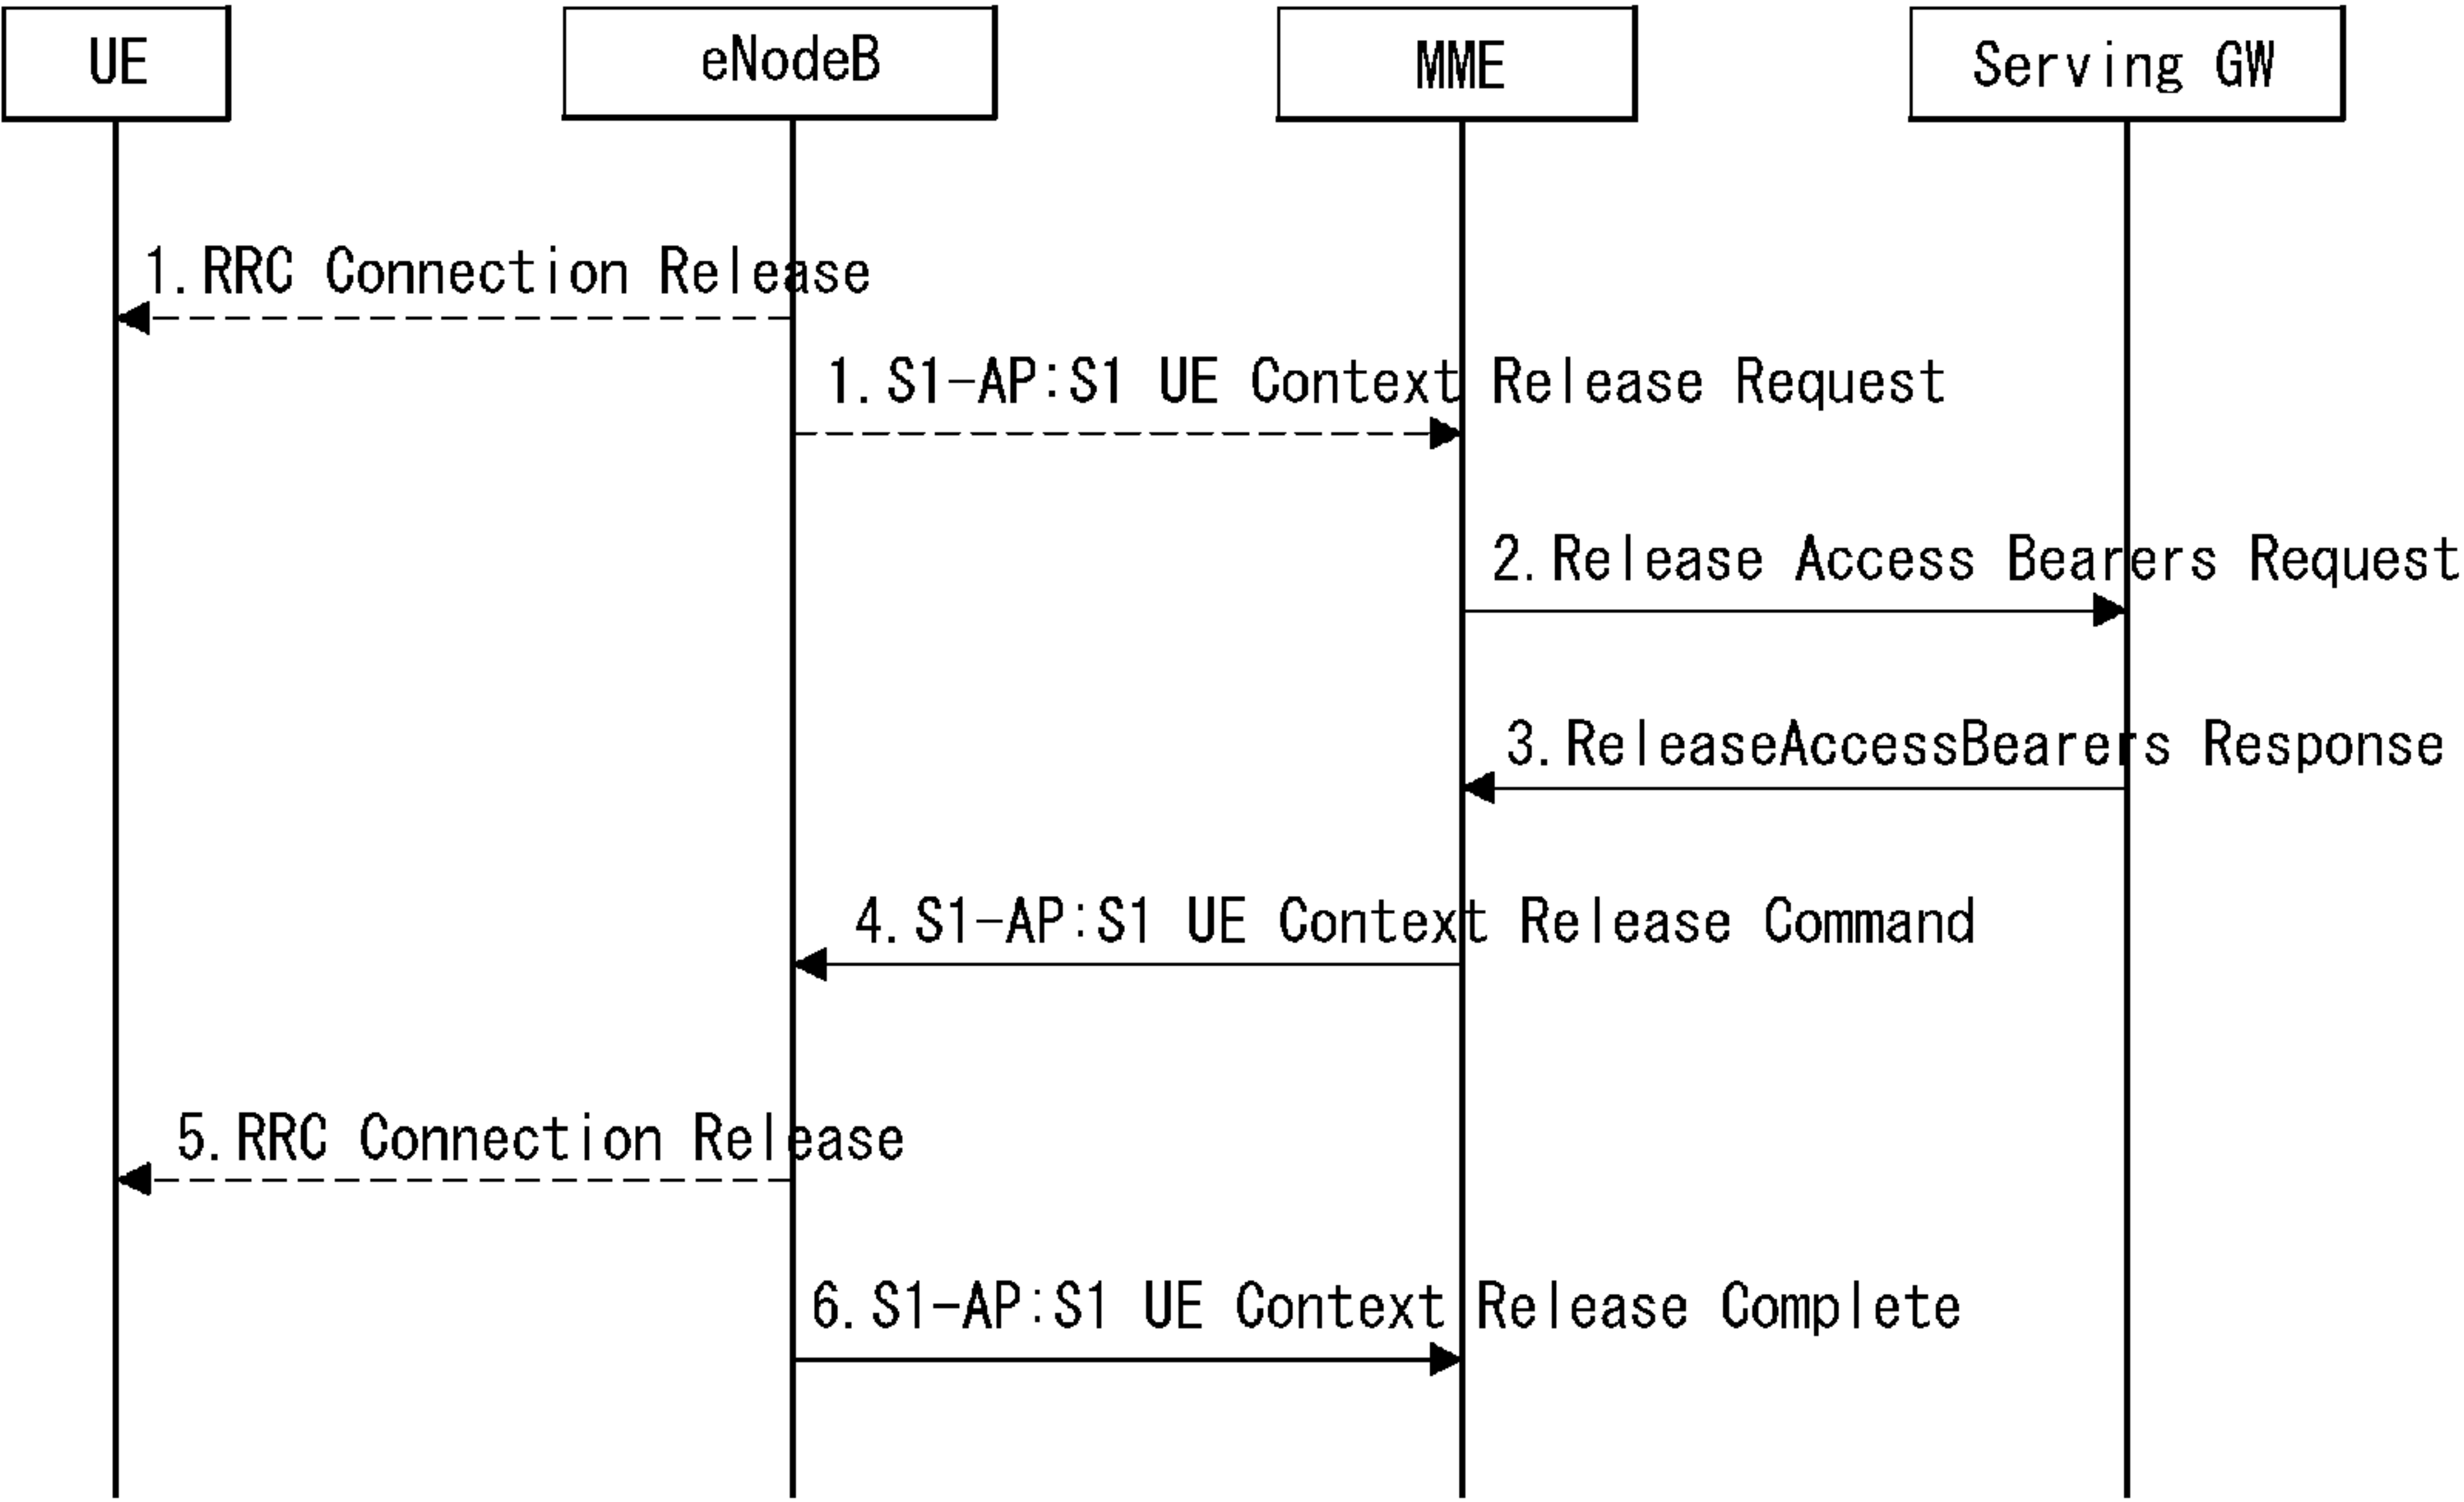 UE
eNodeB
MME
Serving GW
1.RRC Connection Release
1.S1-AP:S1 UE Context Release Request
2.Release Access Bearers Request
3.ReleaseAccessBearers Response
4.S1-AP:S1 UE Context Release Command
5.RRC Connection Release
6.S1-AP:S1 UE Context Release Complete